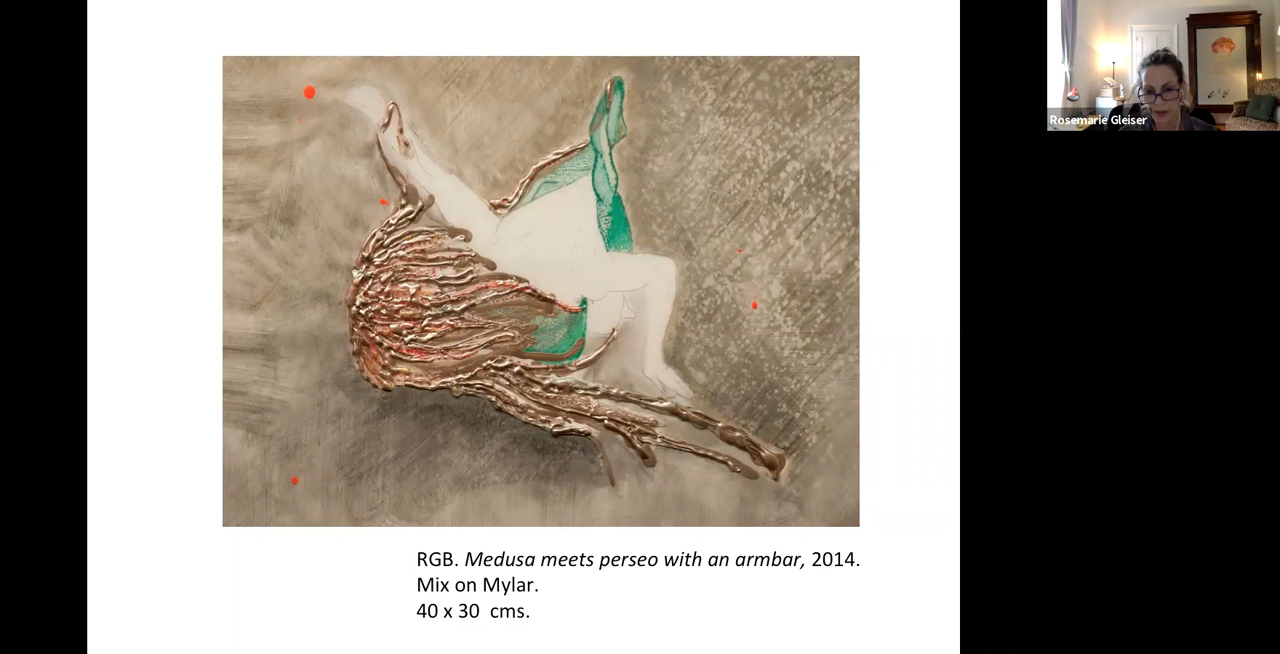 Rosemarie Gleiser
RGB. Medusa meets perseo with an armbar, 2014.
Mix on Mylar.
40 x 30 cms.